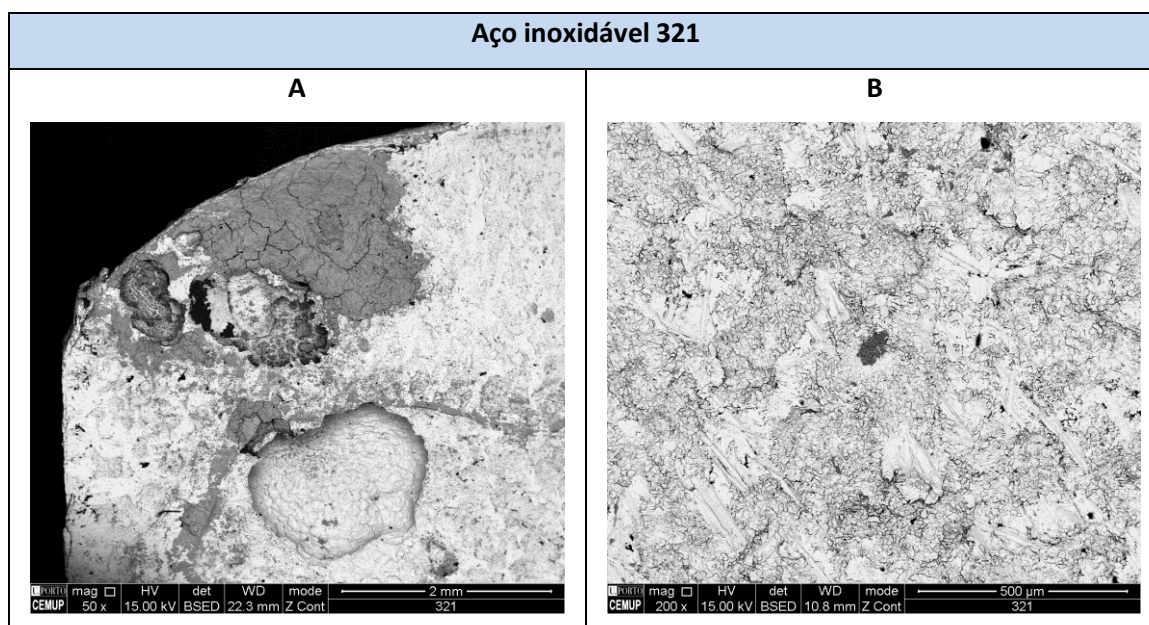 Aço inoxidável 321
A
B
U.PORTO
CEMUP
mag HV det WD mode
50 x 15.00 kV BSED 22.3 mm Z Cont
2 mm
321
U.PORTO
CEMUP
mag HV det WD mode
200 x 15.00 kV BSED 10.8 mm Z Cont
500 µm
321